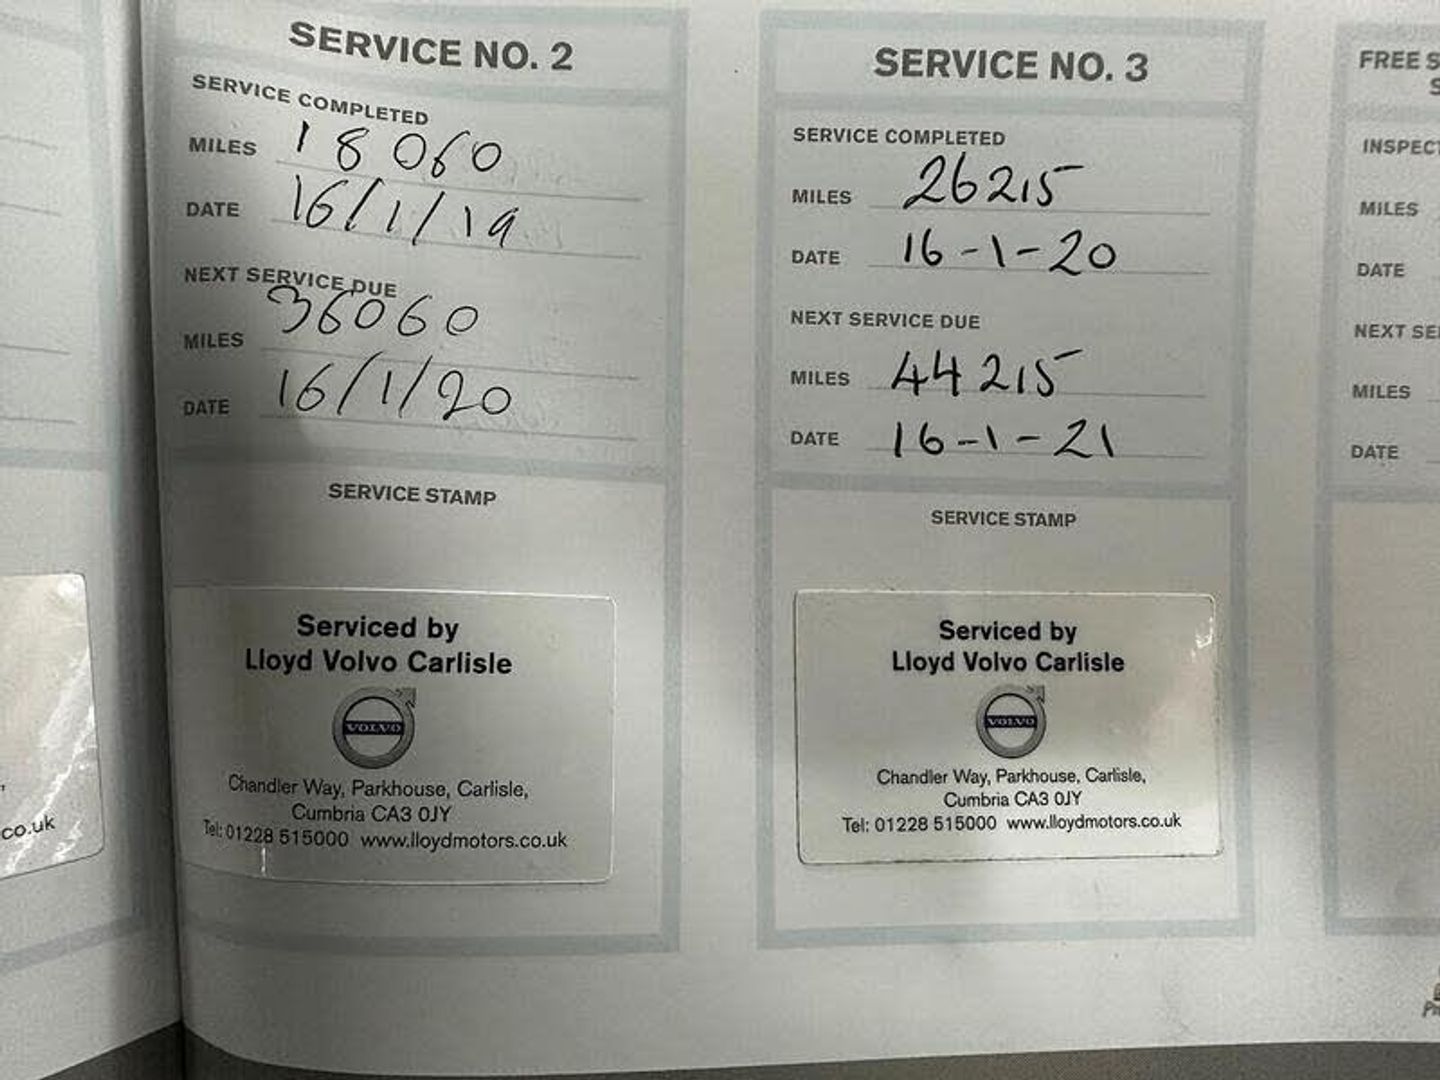 SERVICE NO. 2
SERVICE COMPLETED
MILES 18060
DATE 16/1/19
NEXT SERVICE DUE
MILES 36060
DATE 16/1/20
SERVICE STAMP
Serviced by
Lloyd Volvo Carlisle
VOLVO
Chandler Way, Parkhouse, Carlisle,
Cumbria CA3 0JY
Tel: 01228 515000 www.lloydmotors.co.uk
SERVICE NO. 3
SERVICE COMPLETED
MILES 26215
DATE 16-1-20
NEXT SERVICE DUE
MILES 44215
DATE 16-1-21
SERVICE STAMP
Serviced by
Lloyd Volvo Carlisle
VOLVO
Chandler Way, Parkhouse, Carlisle,
Cumbria CA3 0JY
Tel: 01228 515000 www.lloydmotors.co.uk
FREE S
S
INSPECT
MILES
DATE
NEXT SE
MILES
DATE
co.uk